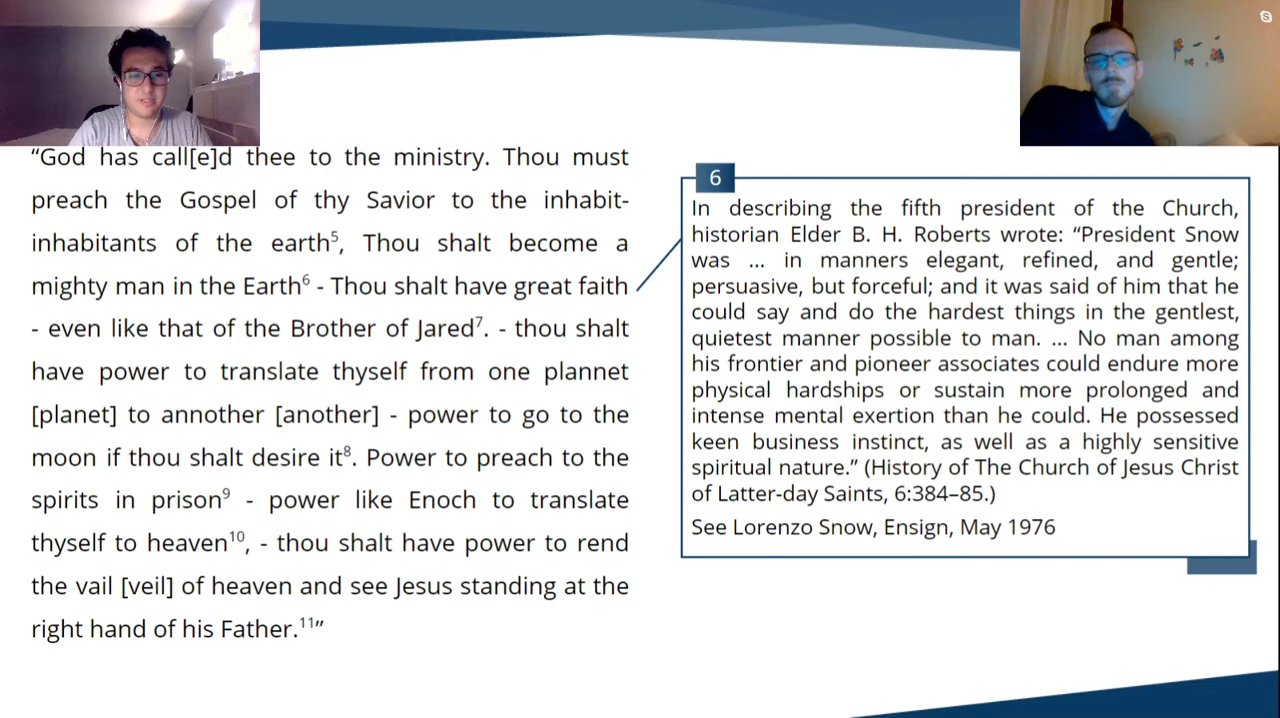 “God has call[e]d thee to the ministry. Thou must
preach the Gospel of thy Savior to the inhabit-
inhabitants of the earth⁵, Thou shalt become a
mighty man in the Earth⁶ - Thou shalt have great faith
- even like that of the Brother of Jared⁷. - thou shalt
have power to translate thyself from one plannet
[planet] to annother [another] - power to go to the
moon if thou shalt desire it⁸. Power to preach to the
spirits in prison⁹ - power like Enoch to translate
thyself to heaven¹⁰, - thou shalt have power to rend
the vail [veil] of heaven and see Jesus standing at the
right hand of his Father.¹¹”
6
In describing the fifth president of the Church,
historian Elder B. H. Roberts wrote: “President Snow
was ... in manners elegant, refined, and gentle;
persuasive, but forceful; and it was said of him that he
could say and do the hardest things in the gentlest,
quietest manner possible to man. ... No man among
his frontier and pioneer associates could endure more
physical hardships or sustain more prolonged and
intense mental exertion than he could. He possessed
keen business instinct, as well as a highly sensitive
spiritual nature.” (History of The Church of Jesus Christ
of Latter-day Saints, 6:384–85.)
See Lorenzo Snow, Ensign, May 1976